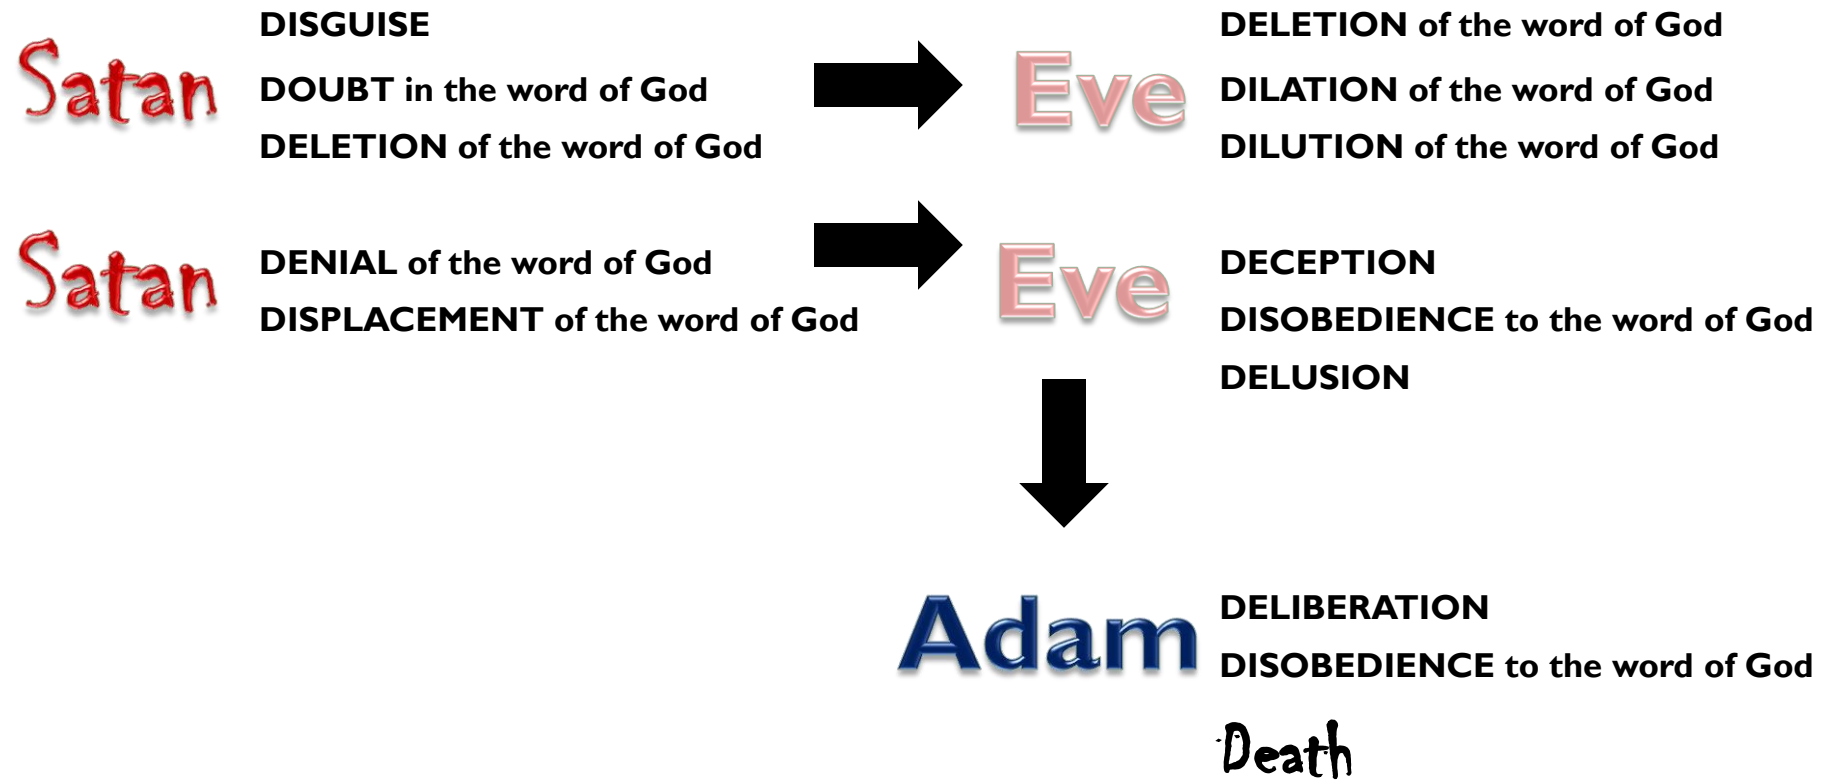 Satan
DISGUISE
DOUBT in the word of God
DELETION of the word of God
Eve
DELETION of the word of God
DILATION of the word of God
DILUTION of the word of God
Satan
DENIAL of the word of God
DISPLACEMENT of the word of God
Eve
DECEPTION
DISOBEDIENCE to the word of God
DELUSION
Adam
DELIBERATION
DISOBEDIENCE to the word of God
Death